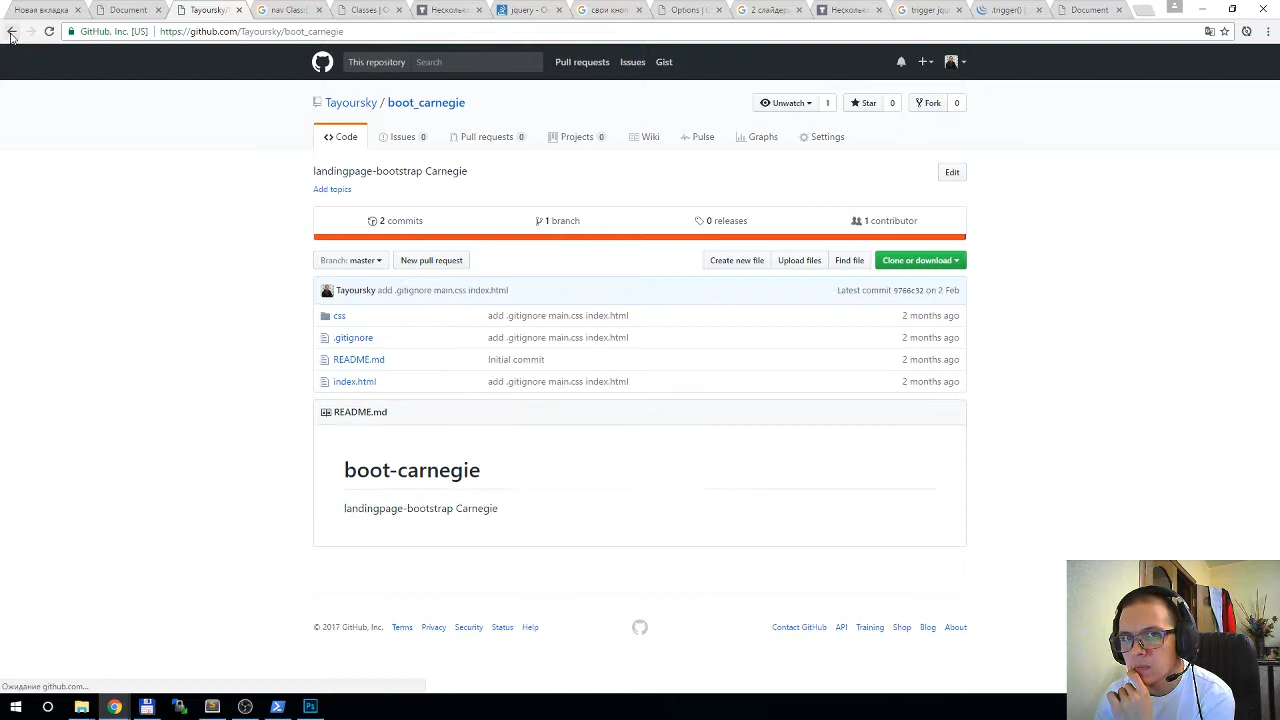 Новая вкладка
Document
Tayoursky/
nav Class:
Classes | O
Нескольк
jquery - O
свои кноп
Options | O
2 слайдер
Нескольк
trigger jqu
.trigger() |
Document
GitHub, Inc. [US] https://github.com/Tayoursky/boot_carnegie
This repository Search Pull requests Issues Gist
Tayoursky / boot_carnegie
Unwatch 1 Star 0 Fork 0
Code Issues 0 Pull requests 0 Projects 0 Wiki Pulse Graphs Settings
landingpage-bootstrap Carnegie
Edit
Add topics
2 commits 1 branch 0 releases 1 contributor
Branch: master New pull request Create new file Upload files Find file Clone or download
Tayoursky add .gitignore main.css index.html Latest commit 9766c32 on 2 Feb
css add .gitignore main.css index.html 2 months ago
.gitignore add .gitignore main.css index.html 2 months ago
README.md Initial commit 2 months ago
index.html add .gitignore main.css index.html 2 months ago
README.md
boot-carnegie
landingpage-bootstrap Carnegie
© 2017 GitHub, Inc. Terms Privacy Security Status Help Contact GitHub API Training Shop Blog About
Ожидание github.com...
Ps